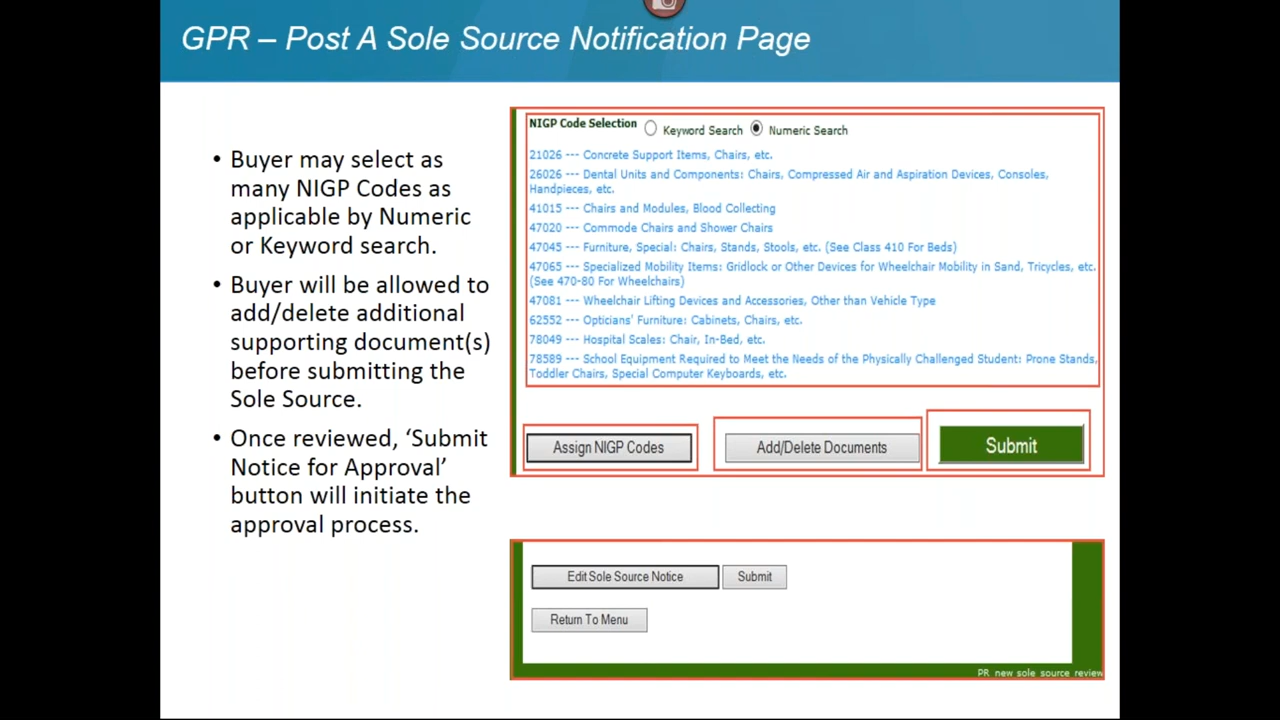 GPR – Post A Sole Source Notification Page
• Buyer may select as
many NIGP Codes as
applicable by Numeric
or Keyword search.
• Buyer will be allowed to
add/delete additional
supporting document(s)
before submitting the
Sole Source.
• Once reviewed, ‘Submit
Notice for Approval’
button will initiate the
approval process.
NIGP Code Selection Keyword Search Numeric Search
21026 --- Concrete Support Items, Chairs, etc.
26026 --- Dental Units and Components: Chairs, Compressed Air and Aspiration Devices, Consoles,
Handpieces, etc.
41015 --- Chairs and Modules, Blood Collecting
47020 --- Commode Chairs and Shower Chairs
47045 --- Furniture, Special: Chairs, Stands, Stools, etc. (See Class 410 For Beds)
47065 --- Specialized Mobility Items: Gridlock or Other Devices for Wheelchair Mobility in Sand, Tricycles, etc.
(See 470-80 For Wheelchairs)
47081 --- Wheelchair Lifting Devices and Accessories, Other than Vehicle Type
62552 --- Opticians' Furniture: Cabinets, Chairs, etc.
78049 --- Hospital Scales: Chair, In-Bed, etc.
78589 --- School Equipment Required to Meet the Needs of the Physically Challenged Student: Prone Stands,
Toddler Chairs, Special Computer Keyboards, etc.
Assign NIGP Codes Add/Delete Documents Submit
Edit Sole Source Notice Submit
Return To Menu
PR new sole source review